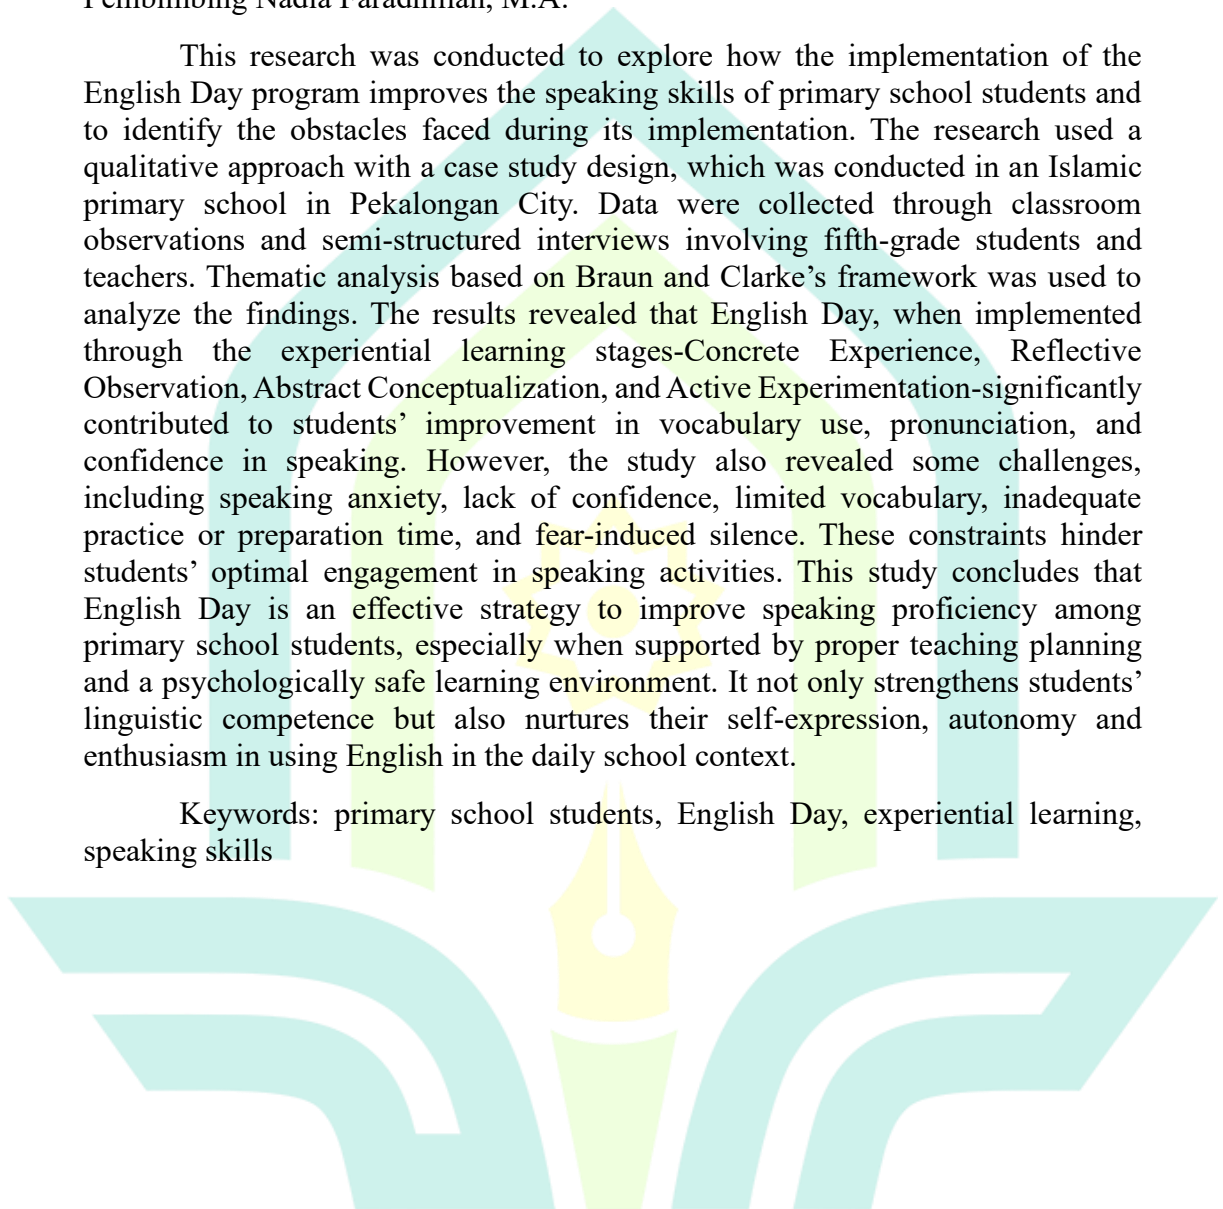 Pembimbing Nadia Faradhillah, M.A.
This research was conducted to explore how the implementation of the
English Day program improves the speaking skills of primary school students and
to identify the obstacles faced during its implementation. The research used a
qualitative approach with a case study design, which was conducted in an Islamic
primary school in Pekalongan City. Data were collected through classroom
observations and semi-structured interviews involving fifth-grade students and
teachers. Thematic analysis based on Braun and Clarke’s framework was used to
analyze the findings. The results revealed that English Day, when implemented
through the experiential learning stages-Concrete Experience, Reflective
Observation, Abstract Conceptualization, and Active Experimentation-significantly
contributed to students’ improvement in vocabulary use, pronunciation, and
confidence in speaking. However, the study also revealed some challenges,
including speaking anxiety, lack of confidence, limited vocabulary, inadequate
practice or preparation time, and fear-induced silence. These constraints hinder
students’ optimal engagement in speaking activities. This study concludes that
English Day is an effective strategy to improve speaking proficiency among
primary school students, especially when supported by proper teaching planning
and a psychologically safe learning environment. It not only strengthens students’
linguistic competence but also nurtures their self-expression, autonomy and
enthusiasm in using English in the daily school context.
Keywords: primary school students, English Day, experiential learning,
speaking skills